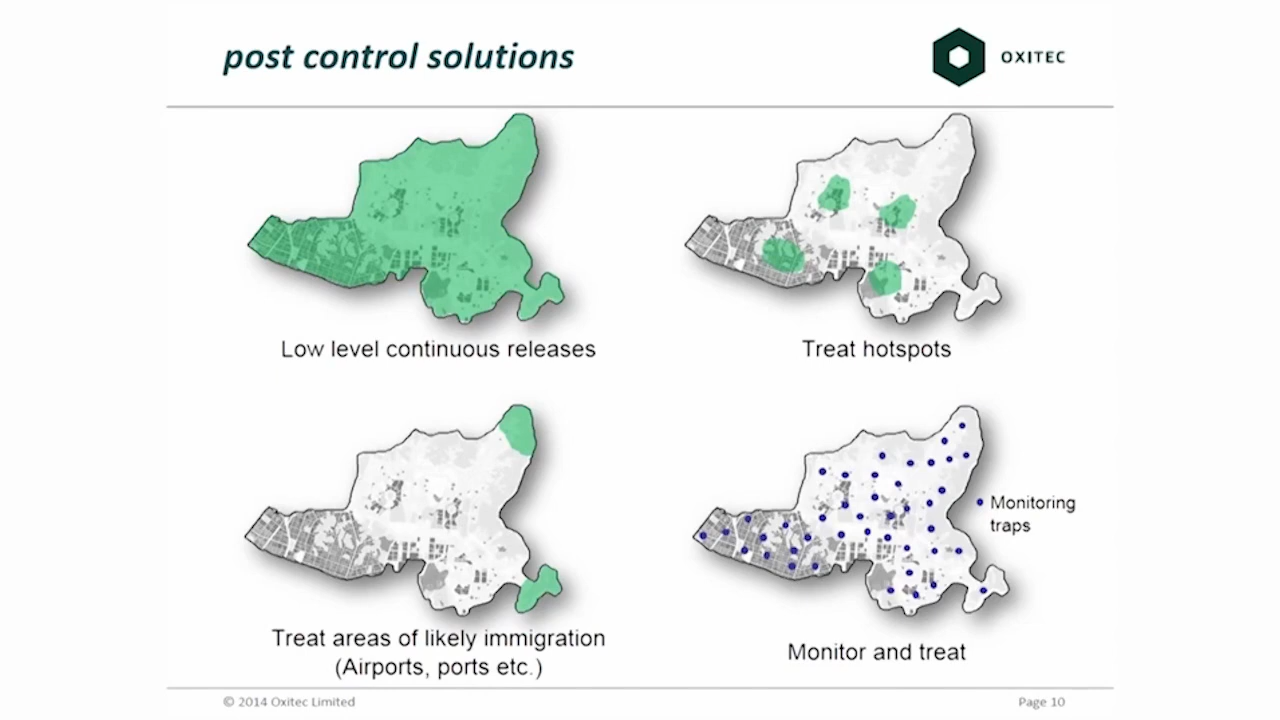 post control solutions
OXITEC
Low level continuous releases
Treat hotspots
Monitoring
traps
Treat areas of likely immigration
(Airports, ports etc.)
Monitor and treat
© 2014 Oxitec Limited
Page 10